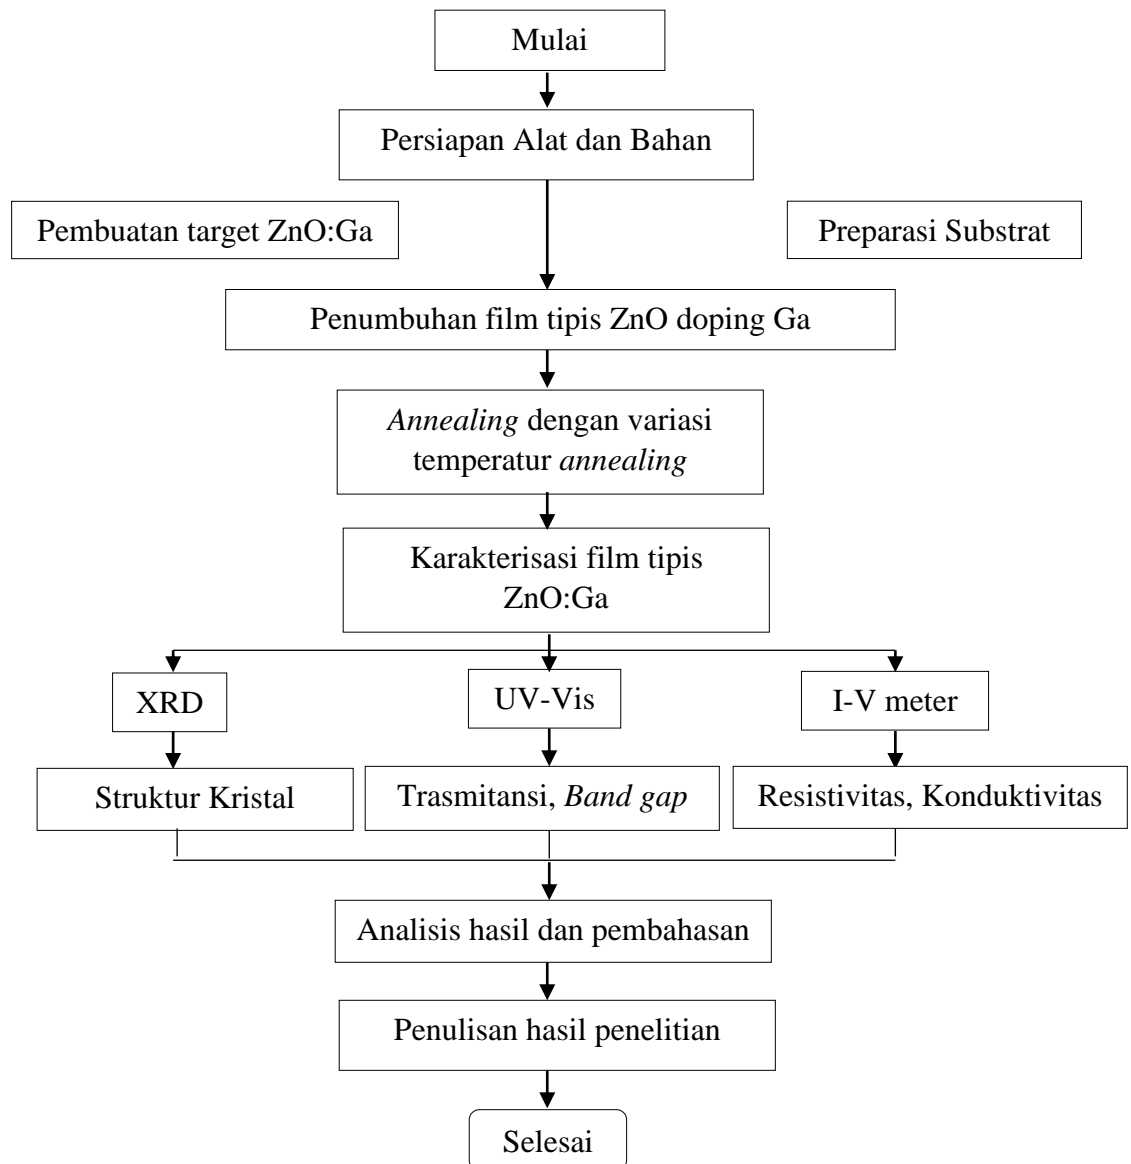 Mulai
Persiapan Alat dan Bahan
Pembuatan target ZnO:Ga
Preparasi Substrat
Penumbuhan film tipis ZnO doping Ga
Annealing dengan variasi
temperatur annealing
Karakterisasi film tipis
ZnO:Ga
XRD
UV-Vis
I-V meter
Struktur Kristal
Trasmitansi, Band gap
Resistivitas, Konduktivitas
Analisis hasil dan pembahasan
Penulisan hasil penelitian
Selesai